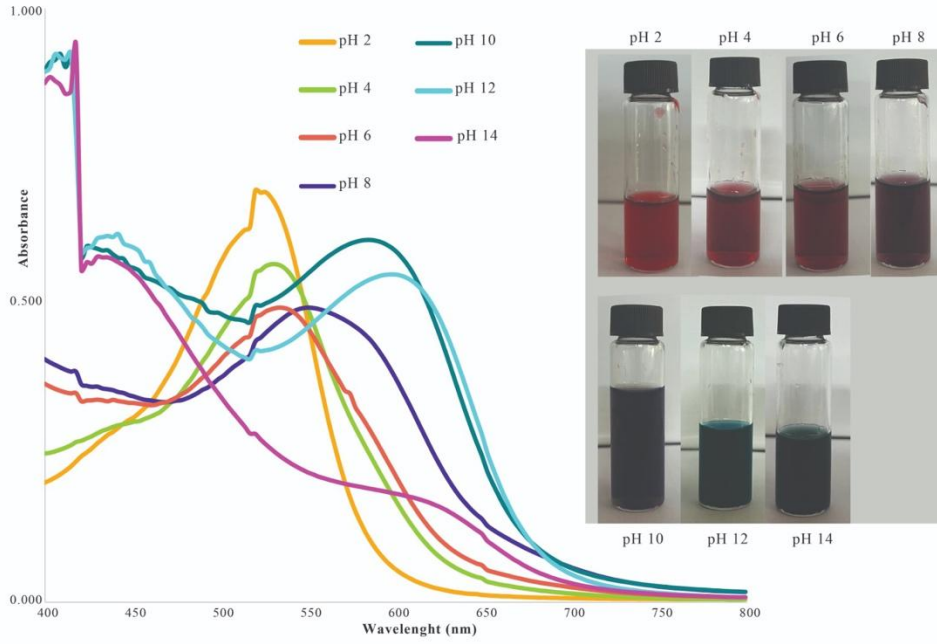 1.000
0.500
0.000
Absorbance
400
450
500
550
600
650
700
750
800
Wavelenght (nm)
pH 2
pH 4
pH 6
pH 8
pH 10
pH 12
pH 14
pH 2 pH 4 pH 6 pH 8
pH 10 pH 12 pH 14